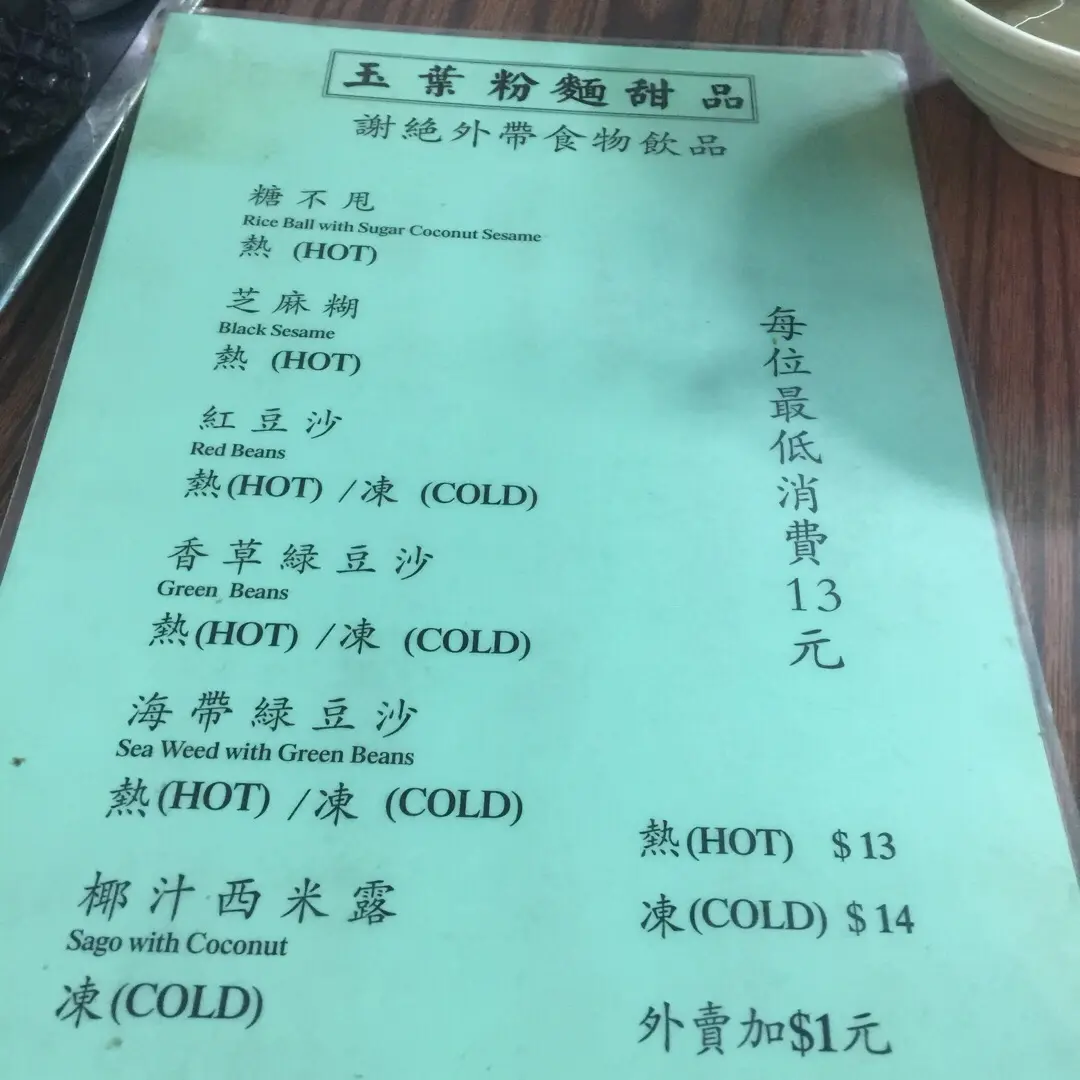 玉葉粉麵甜品
謝絕外帶食物飲品
糖不甩
Rice Ball with Sugar Coconut Sesame
熱 (HOT)
芝麻糊
Black Sesame
熱 (HOT)
紅豆沙
Red Beans
熱(HOT) /凍 (COLD)
香草緑豆沙
Green Beans
熱(HOT) /凍 (COLD)
海帶緑豆沙
Sea Weed with Green Beans
熱(HOT) /凍 (COLD)
椰汁西米露
Sago with Coconut
凍(COLD)
每位最低消費13元
熱(HOT) $13
凍(COLD) $14
外賣加$1元